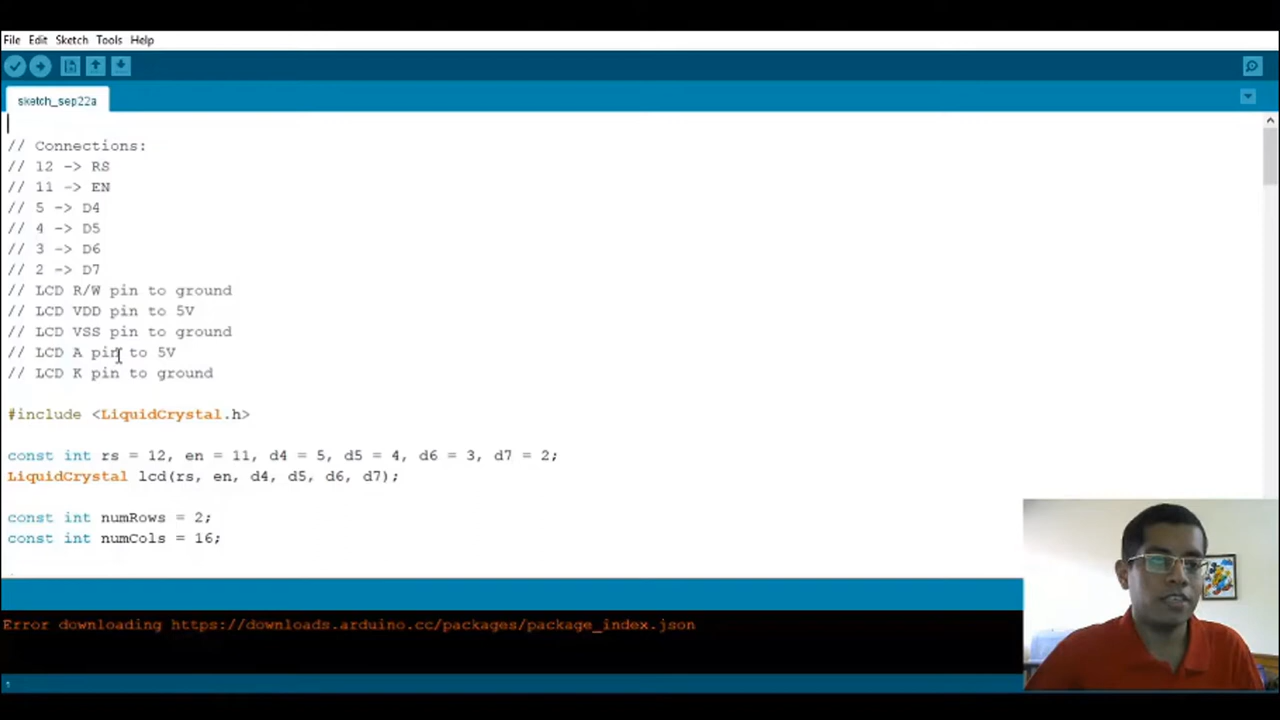 File Edit Sketch Tools Help
sketch_sep22a
// Connections:
// 12 -> RS
// 11 -> EN
// 5 -> D4
// 4 -> D5
// 3 -> D6
// 2 -> D7
// LCD R/W pin to ground
// LCD VDD pin to 5V
// LCD VSS pin to ground
// LCD A pin to 5V
// LCD K pin to ground
#include <LiquidCrystal.h>
const int rs = 12, en = 11, d4 = 5, d5 = 4, d6 = 3, d7 = 2;
LiquidCrystal lcd(rs, en, d4, d5, d6, d7);
const int numRows = 2;
const int numCols = 16;
Error downloading https://downloads.arduino.cc/packages/package_index.json
1